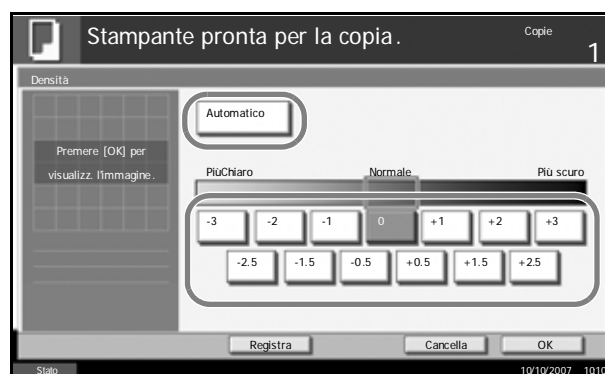 Stampante pronta per la copia.
Copie
1
Densità
Automatico
Premere [OK] per
visualizz. l'immagine.
PiùChiaro Normale Più scuro
-3 -2 -1 0 +1 +2 +3
-2.5 -1.5 -0.5 +0.5 +1.5 +2.5
Registra Cancella OK
Stato 10/10/2007 1010